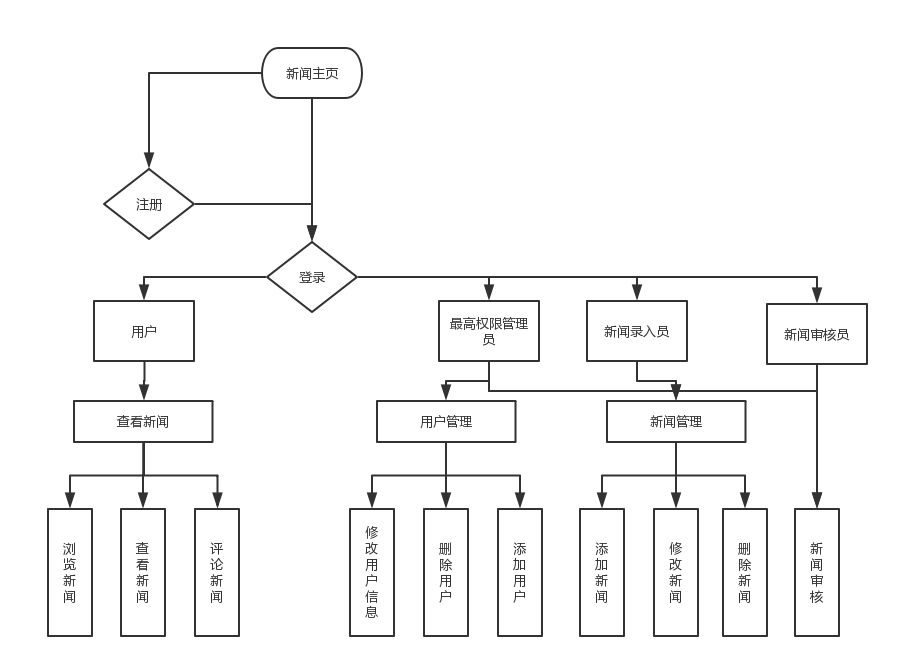 新闻主页
注册
登录
用户
最高权限管理
员
新闻录入员
新闻审核员
查看新闻
用户管理
新闻管理
浏览新闻
查看新闻
评论新闻
修改用户信息
删除用户
添加用户
添加新闻
修改新闻
删除新闻
新闻审核